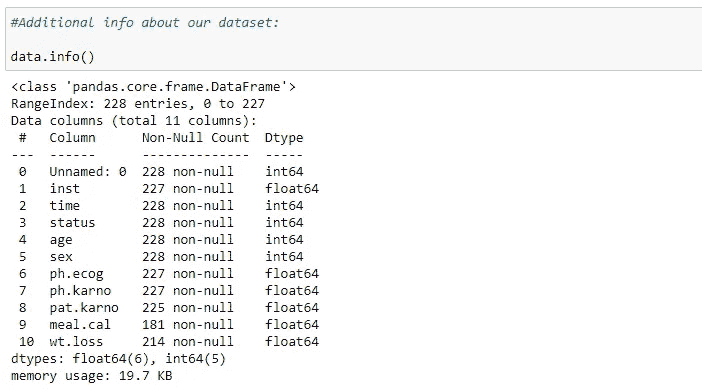 #Additional info about our dataset:
data.info()
<class 'pandas.core.frame.DataFrame'>
RangeIndex: 228 entries, 0 to 227
Data columns (total 11 columns):
 #   Column      Non-Null Count  Dtype
---  ------      --------------  -----
 0   Unnamed: 0  228 non-null    int64
 1   inst        227 non-null    float64
 2   time        228 non-null    int64
 3   status      228 non-null    int64
 4   age         228 non-null    int64
 5   sex         228 non-null    int64
 6   ph.ecog     227 non-null    float64
 7   ph.karno    227 non-null    float64
 8   pat.karno   225 non-null    float64
 9   meal.cal    181 non-null    float64
 10  wt.loss     214 non-null    float64
dtypes: float64(6), int64(5)
memory usage: 19.7 KB